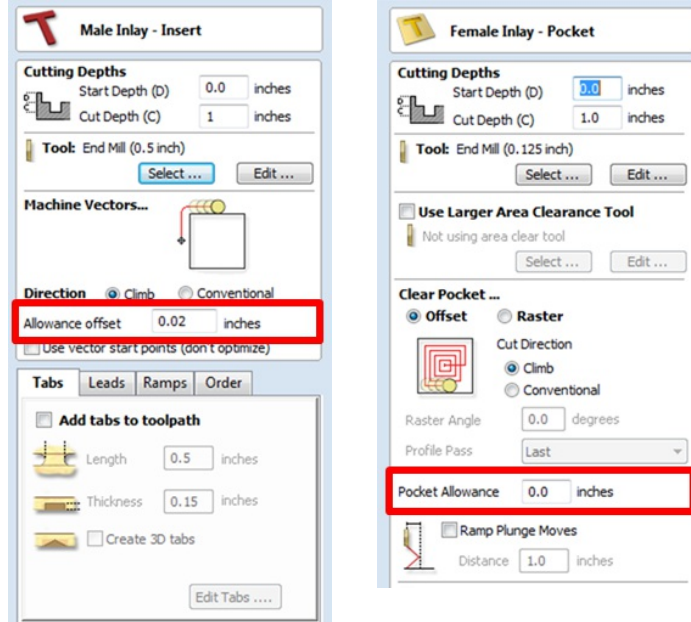 Male Inlay - Insert
Cutting Depths
Start Depth (D) 0.0 inches
Cut Depth (C) 1 inches
Tool: End Mill (0.5 inch)
Select ... Edit ...
Machine Vectors...
Direction Climb Conventional
Allowance offset 0.02 inches
Use vector start points (don't optimize)
Tabs Leads Ramps Order
Add tabs to toolpath
Length 0.5 inches
Thickness 0.15 inches
Create 3D tabs
Edit Tabs ....
Female Inlay - Pocket
Cutting Depths
Start Depth (D) 0.0 inches
Cut Depth (C) 1.0 inches
Tool: End Mill (0.125 inch)
Select ... Edit ...
Use Larger Area Clearance Tool
Not using area clear tool
Select ... Edit ...
Clear Pocket ...
Offset Raster
Cut Direction
Climb
Conventional
Raster Angle 0.0 degrees
Profile Pass Last
Pocket Allowance 0.0 inches
Ramp Plunge Moves
Distance 1.0 inches